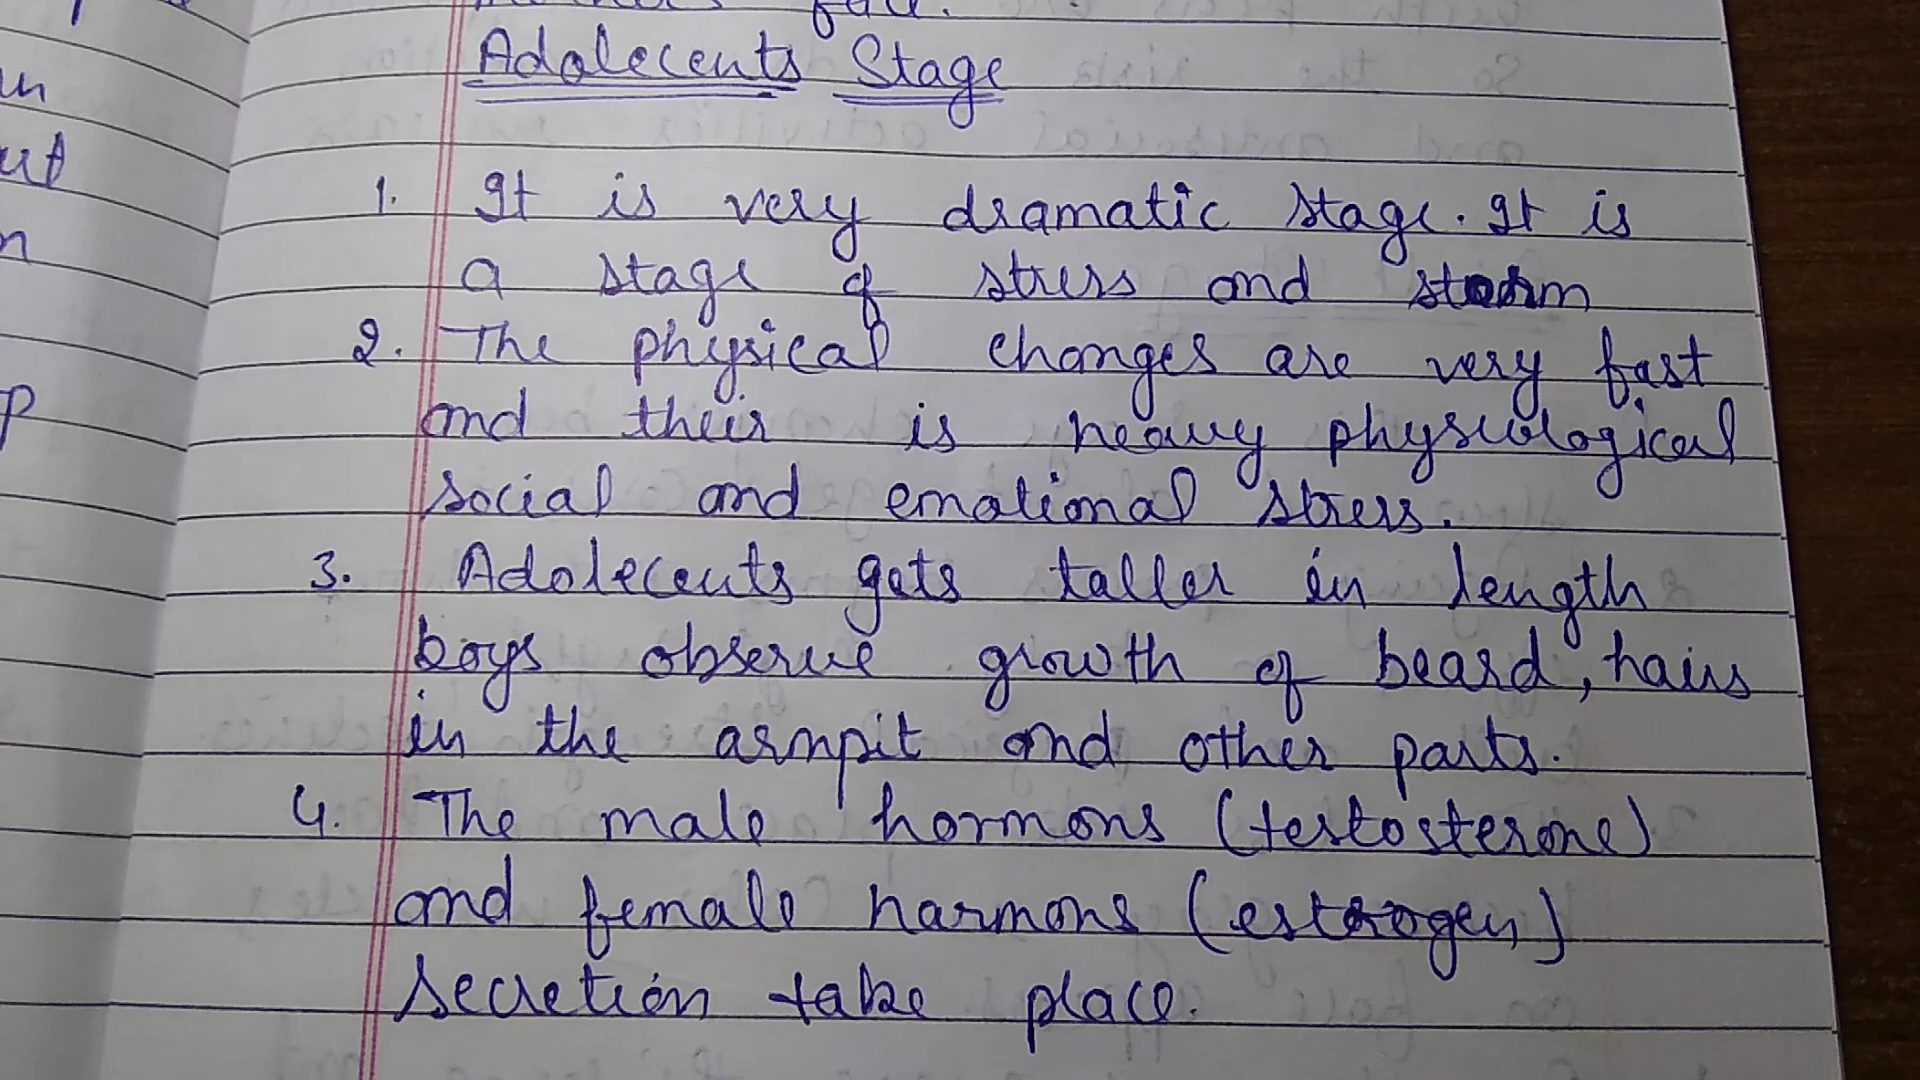 Adolecents Stage
1. It is very dramatic stage. It is
a stage of stress and storm
2. The physical changes are very fast
and their is heavy physiological
social and emotional stress.
3. Adolecents gets taller in length
boys observe growth of beard, hairs
in the armpit and other parts.
4. The male hormons (testosterone)
and female harmons (estrogen)
secretion take place.